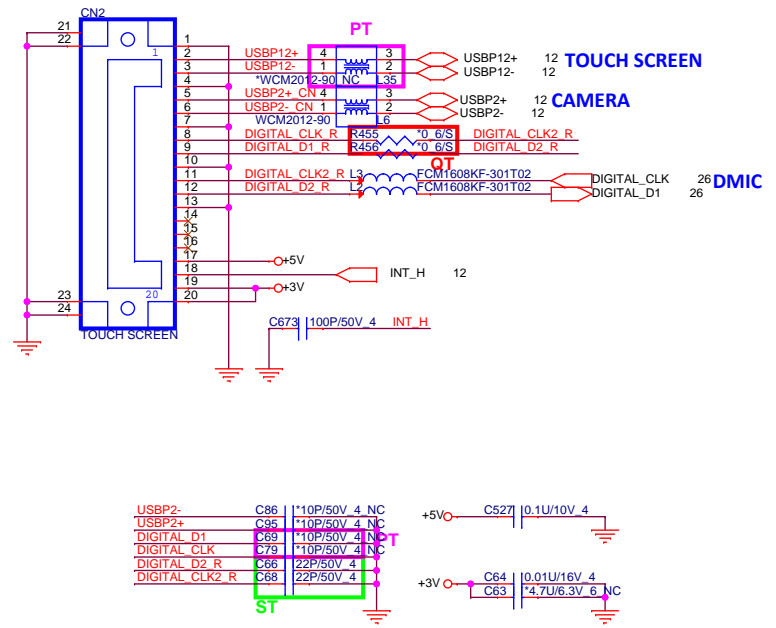 CN2
PT
21
22
1
1
2 USBP12+ 4 3 USBP12+ 12 TOUCH SCREEN
3 USBP12- 1 2 USBP12- 12
4 *WCM2012-90_NC L35
5 USBP2+_CN 4 3 USBP2+ 12 CAMERA
6 USBP2-_CN 1 2 USBP2- 12
7 WCM2012-90 L6
8 DIGITAL_CLK_R R455 *0_6/S DIGITAL_CLK2_R
9 DIGITAL_D1_R R456 *0_6/S DIGITAL_D2_R
10 QT
11 DIGITAL_CLK2_R L3 FCM1608KF-301T02 DIGITAL_CLK 26 DMIC
12 DIGITAL_D2_R L2 FCM1608KF-301T02 DIGITAL_D1 26
13
14
15
16
17 +5V
18 INT_H 12
19 +3V
23 20 20
24
TOUCH SCREEN
C673 100P/50V_4 INT_H
USBP2- C86 *10P/50V_4_NC
USBP2+ C95 *10P/50V_4_NC
DIGITAL_D1 C69 *10P/50V_4_NC PT
DIGITAL_CLK C79 *10P/50V_4_NC
DIGITAL_D2_R C66 22P/50V_4
DIGITAL_CLK2_R C68 22P/50V_4
ST
+5V C527 0.1U/10V_4
+3V C64 0.01U/16V_4
C63 *4.7U/6.3V_6_NC